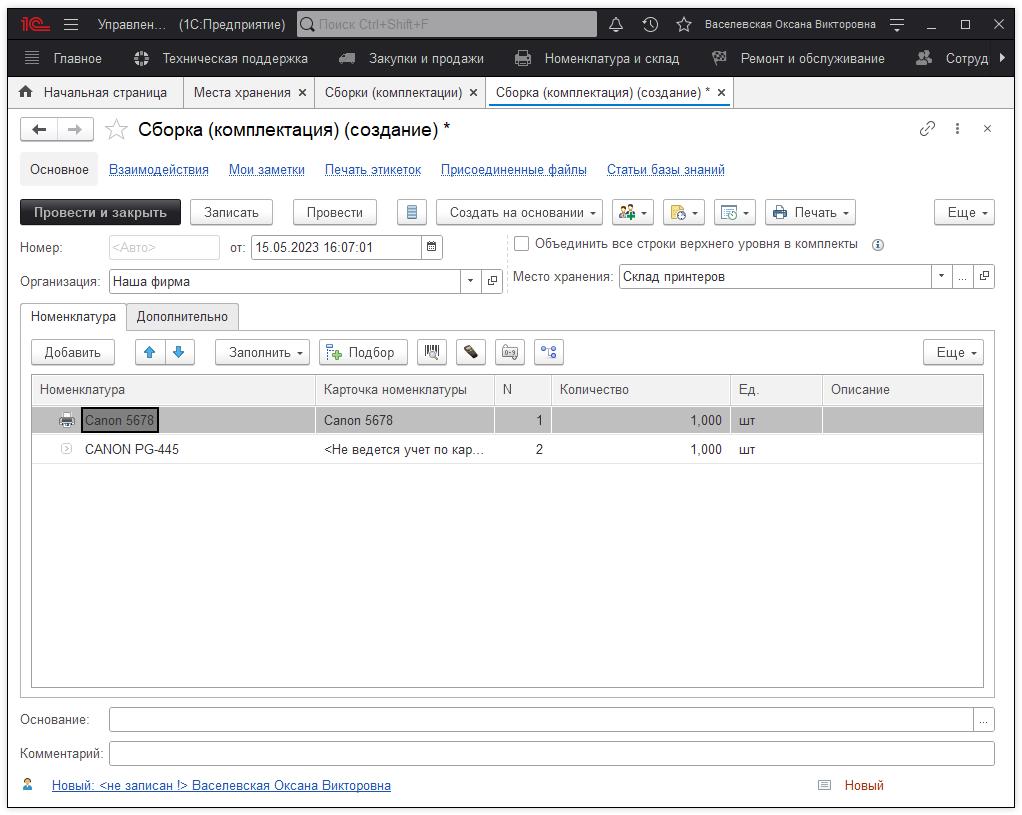 1С Управлен... (1С:Предприятие) Поиск Ctrl+Shift+F Васелевская Оксана Викторовна
Главное Техническая поддержка Закупки и продажи Номенклатура и склад Ремонт и обслуживание Сотруд
Начальная страница Места хранения × Сборки (комплектации) × Сборка (комплектация) (создание) * ×
Сборка (комплектация) (создание) *
Основное Взаимодействия Мои заметки Печать этикеток Присоединенные файлы Статьи базы знаний
Провести и закрыть Записать Провести Создать на основании Печать Еще
Номер: <Авто> от: 15.05.2023 16:07:01 Объединить все строки верхнего уровня в комплекты
Организация: Наша фирма Место хранения: Склад принтеров ...
Номенклатура Дополнительно
Добавить Заполнить Подбор Еще
Номенклатура Карточка номенклатуры N Количество Ед. Описание
Canon 5678 Canon 5678 1 1,000 шт
CANON PG-445 <Не ведется учет по кар... 2 1,000 шт
Основание: ...
Комментарий:
Новый: <не записан !> Васелевская Оксана Викторовна Новый